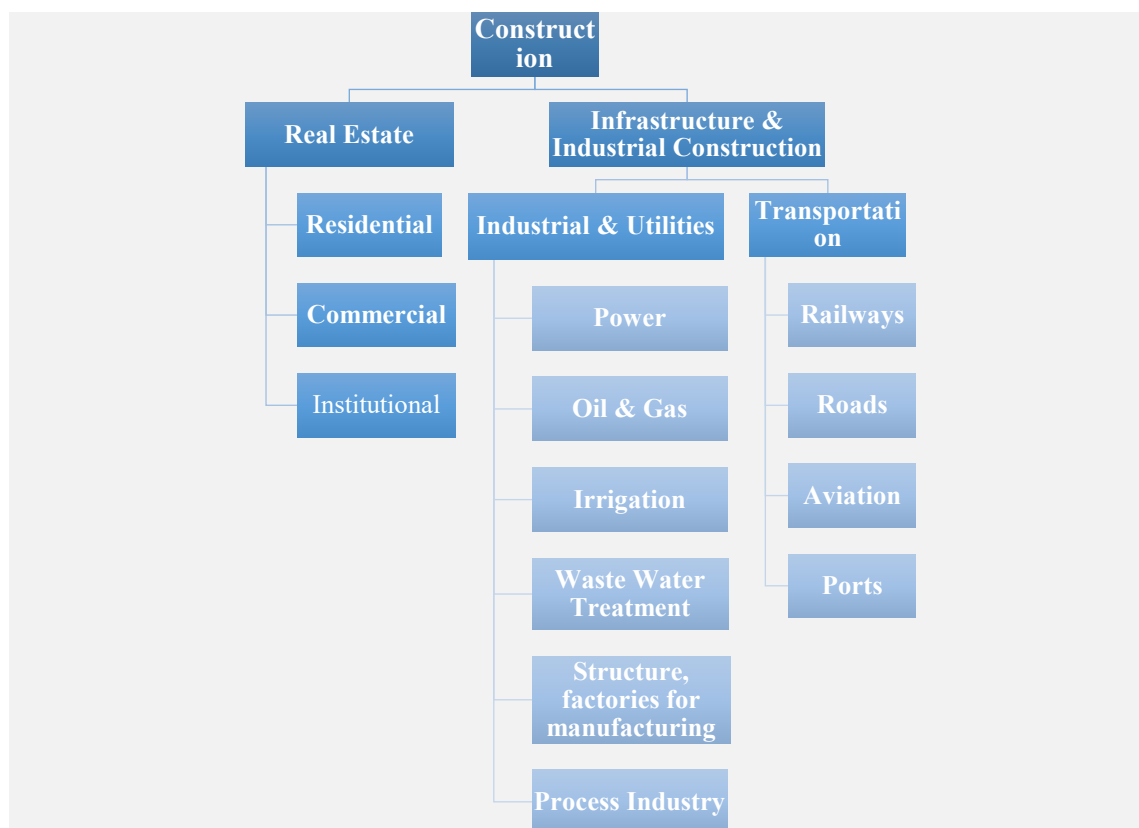 Construct
ion
Real Estate
Infrastructure &
Industrial Construction
Residential
Commercial
Institutional
Industrial & Utilities
Power
Oil & Gas
Irrigation
Waste Water
Treatment
Structure,
factories for
manufacturing
Process Industry
Transportati
on
Railways
Roads
Aviation
Ports